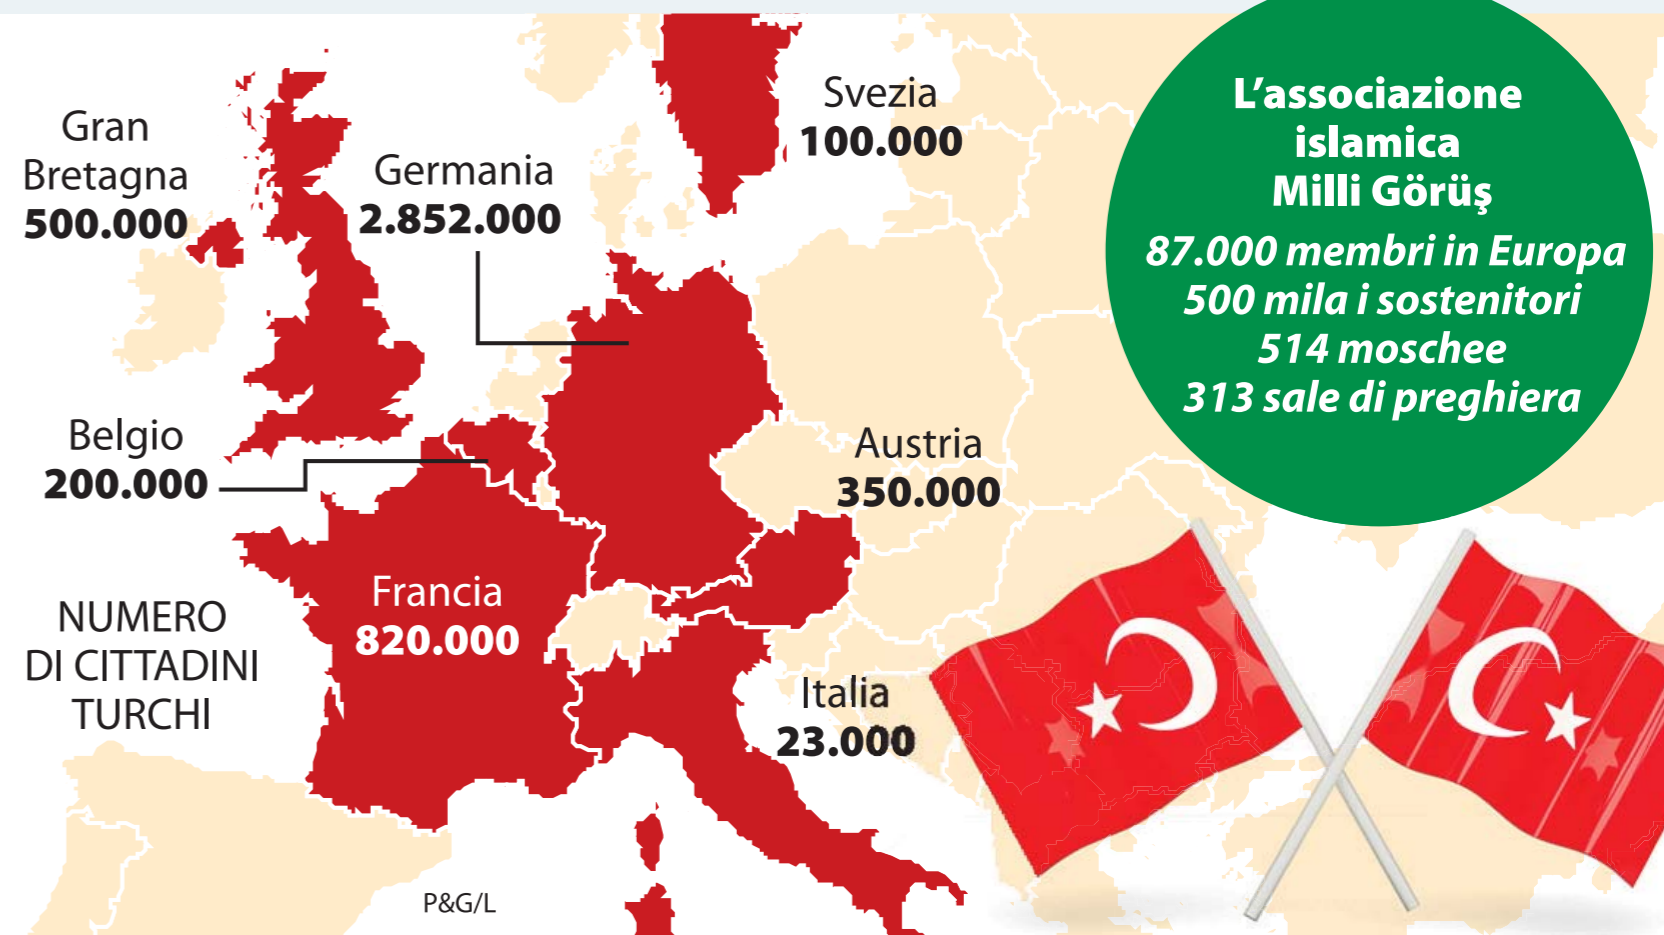 Gran
Bretagna
500.000
Germania
2.852.000
Svezia
100.000
L’associazione
islamica
Milli Görüş
87.000 membri in Europa
500 mila i sostenitori
514 moschee
313 sale di preghiera
Belgio
200.000
Austria
350.000
Francia
820.000
NUMERO
DI CITTADINI
TURCHI
Italia
23.000
P&G/L